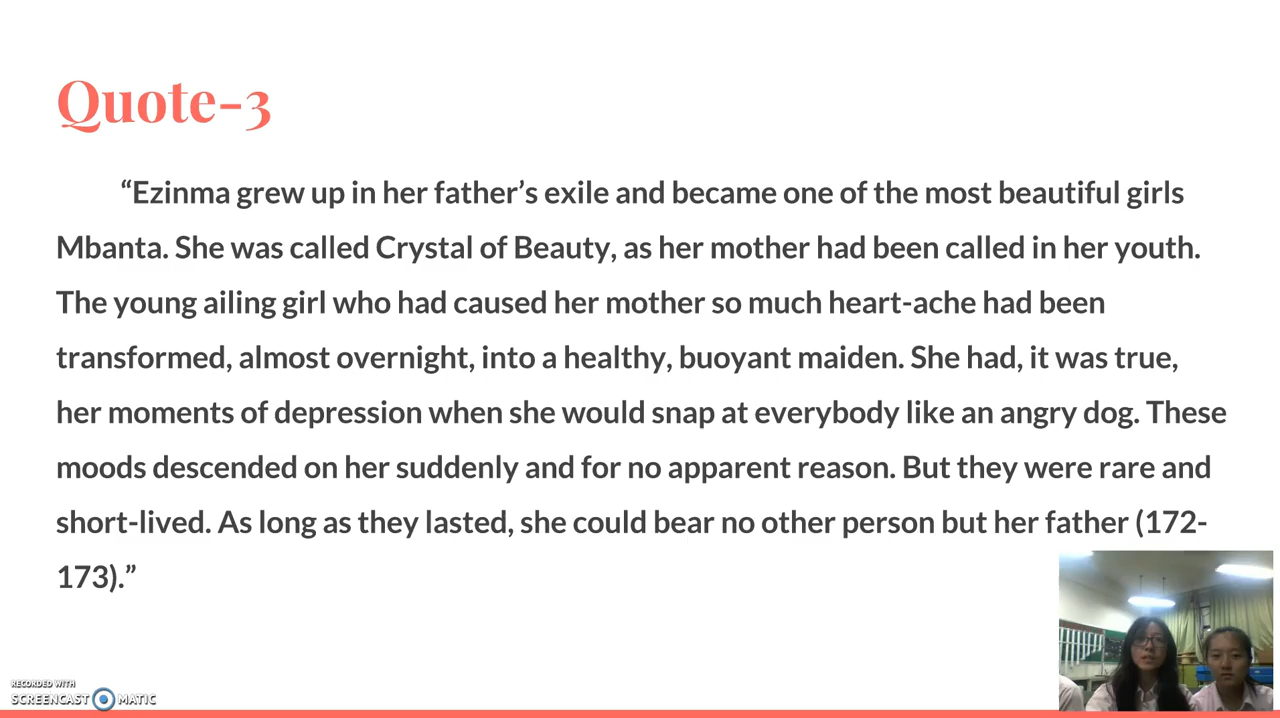 Quote-3
“Ezinma grew up in her father’s exile and became one of the most beautiful girls
Mbanta. She was called Crystal of Beauty, as her mother had been called in her youth.
The young ailing girl who had caused her mother so much heart-ache had been
transformed, almost overnight, into a healthy, buoyant maiden. She had, it was true,
her moments of depression when she would snap at everybody like an angry dog. These
moods descended on her suddenly and for no apparent reason. But they were rare and
short-lived. As long as they lasted, she could bear no other person but her father (172-
173).”
RECORDED WITH
SCREENCAST MATIC